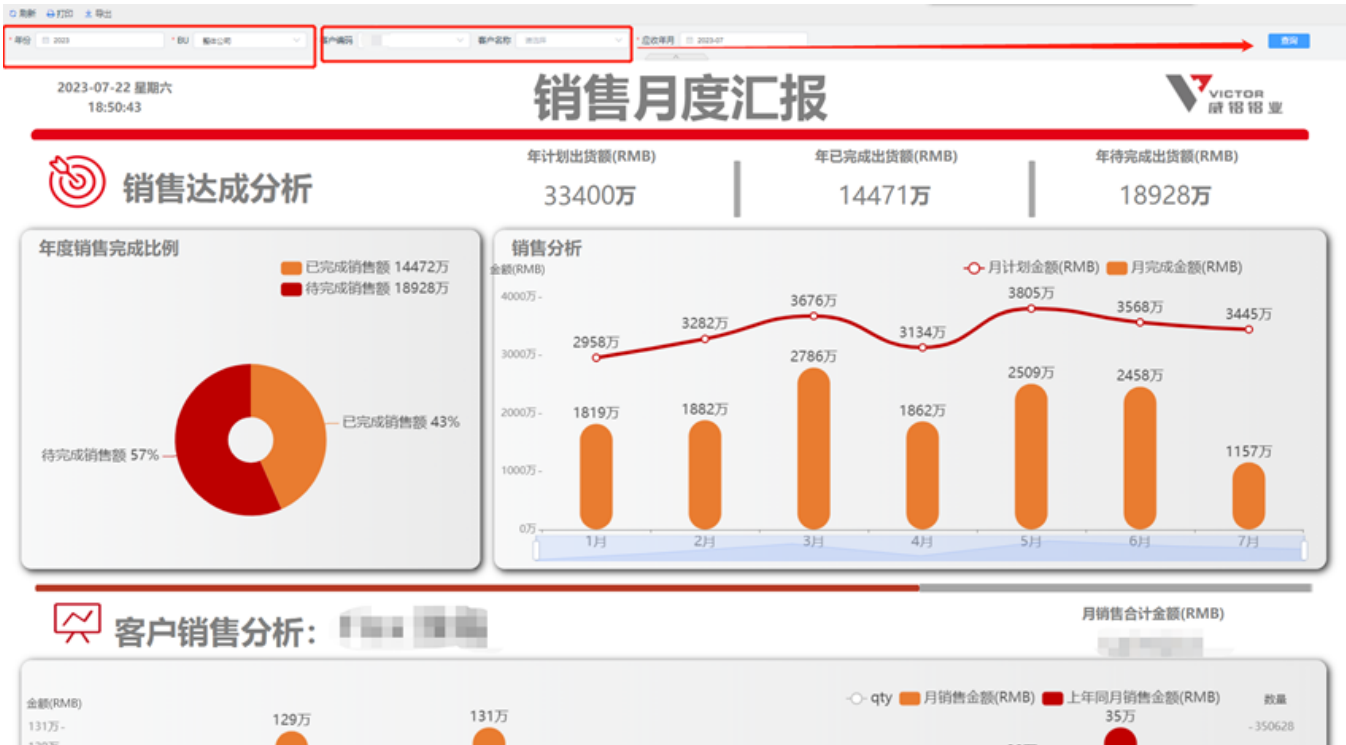 刷新 打印 导出
* 年份 2023 * BU 客户编码 客户名称 请选择 * 应收年月 2023-07 查询
2023-07-22 星期六
18:50:43
销售月度汇报
VICTOR
威铝铝业
销售达成分析
年计划出货额(RMB)
33400万
年已完成出货额(RMB)
14471万
年待完成出货额(RMB)
18928万
年度销售完成比例
已完成销售额 14472万
待完成销售额 18928万
已完成销售额 43%
待完成销售额 57%
销售分析
金额(RMB)
月计划金额(RMB) 月完成金额(RMB)
4000万
3000万
2000万
1000万
0万
2958万 3282万 3676万 3134万 3805万 3568万 3445万
1819万 1882万 2786万 1862万 2509万 2458万 1157万
1月 2月 3月 4月 5月 6月 7月
客户销售分析：
月销售合计金额(RMB)
金额(RMB)
qty 月销售金额(RMB) 上年同月销售金额(RMB)
数量
131万
129万 131万 35万
350628